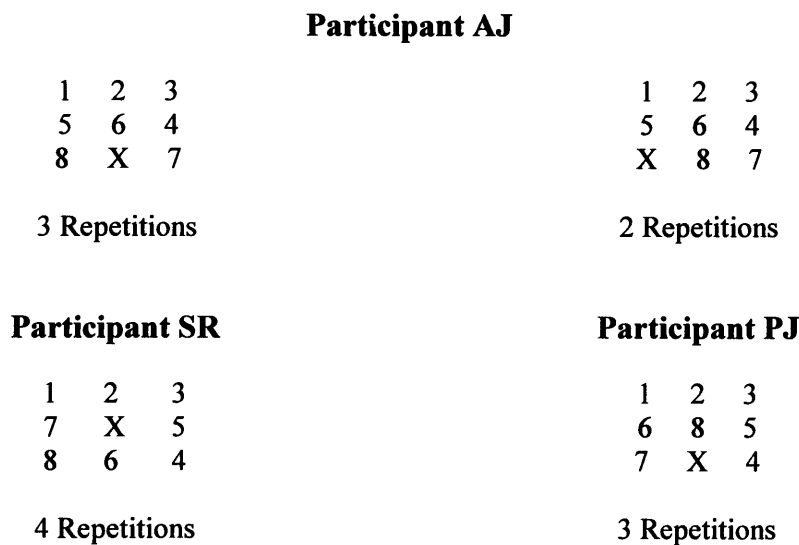 Participant AJ
1 2 3
5 6 4
8 X 7
3 Repetitions
1 2 3
5 6 4
X 8 7
2 Repetitions
Participant SR
1 2 3
7 X 5
8 6 4
4 Repetitions
Participant PJ
1 2 3
6 8 5
7 X 4
3 Repetitions